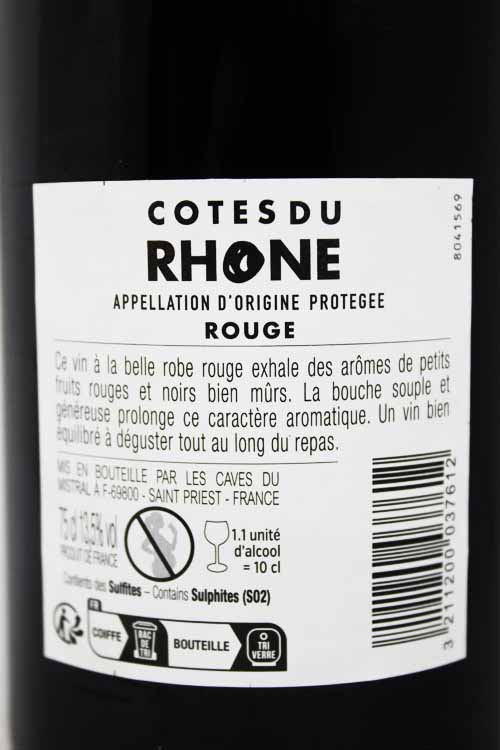 COTES DU
RHONE
APPELLATION D'ORIGINE PROTEGEE
ROUGE
8041569
Ce vin à la belle robe rouge exhale des arômes de petits
fruits rouges et noirs bien mûrs. La bouche souple et
généreuse prolonge ce caractère aromatique. Un vin bien
équilibré à déguster tout au long du repas.
MIS EN BOUTEILLE PAR LES CAVES DU
MISTRAL À F-69800 - SAINT PRIEST - FRANCE
75 cl 13,5% vol
PRODUIT DE FRANCE
1.1 unité
d'alcool
= 10 cl
Contients des Sulfites – Contains Sulphites (SO2)
FR
COIFFE
BAC
DE TRI
BOUTEILLE
TRI
VERRE
3 211200 037612